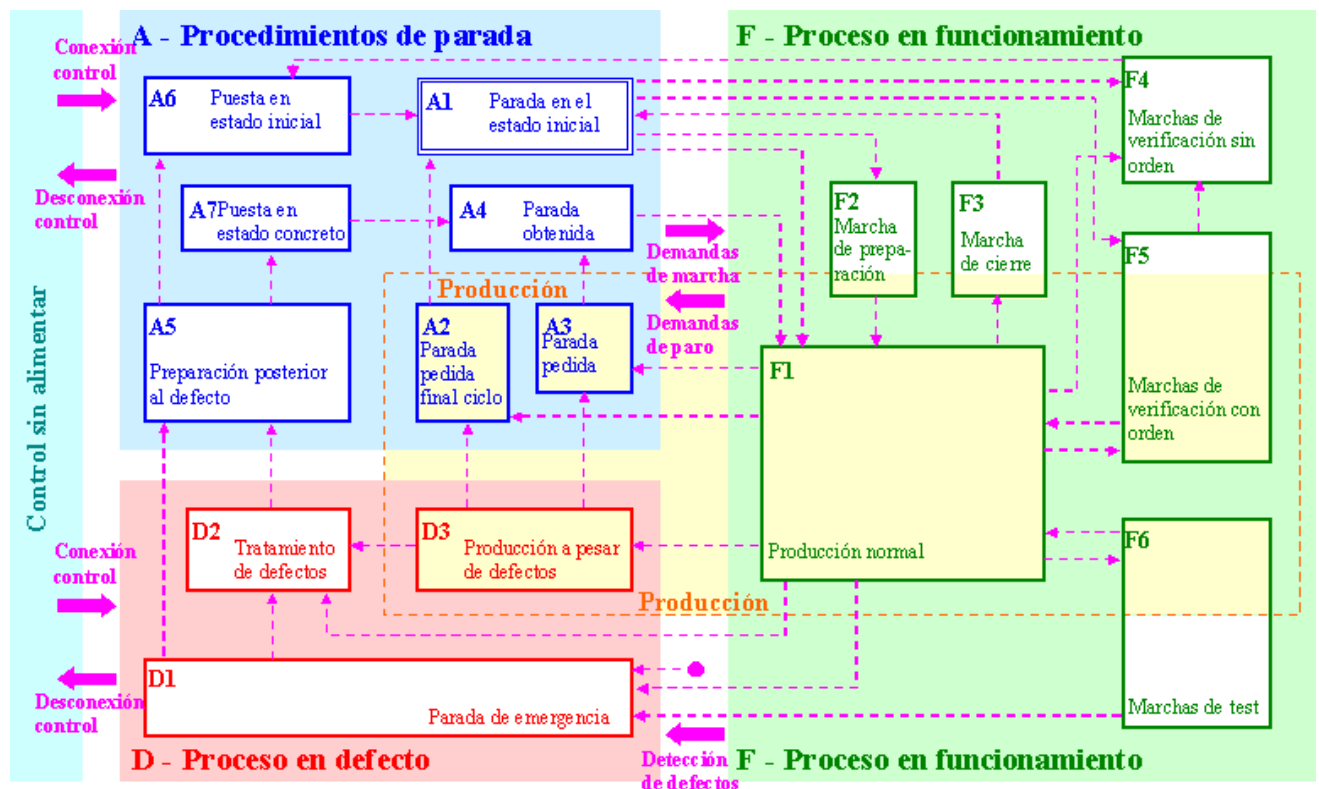 A - Procedimientos de parada
F - Proceso en funcionamiento
Conexión
control
Desconexión
control
Control sin alimentar
Conexión
control
Desconexión
control
A6
Puesta en
estado inicial
A1
Parada en el
estado inicial
A7
Puesta en
estado concreto
A4
Parada
obtenida
A5
Preparación posterior
al defecto
A2
Parada
pedida
final ciclo
A3
Parada
pedida
Producción
Demandas
de marcha
Demandas
de paro
F4
Marchas de
verificación sin
orden
F2
Marcha
de prepa-
ración
F3
Marcha
de cierre
F5
Marchas de
verificación con
orden
F1
Producción normal
F6
Marchas de test
D2
Tratamiento
de defectos
D3
Producción a pesar
de defectos
Producción
D1
Parada de emergencia
D - Proceso en defecto
Detección
de defectos
F - Proceso en funcionamiento